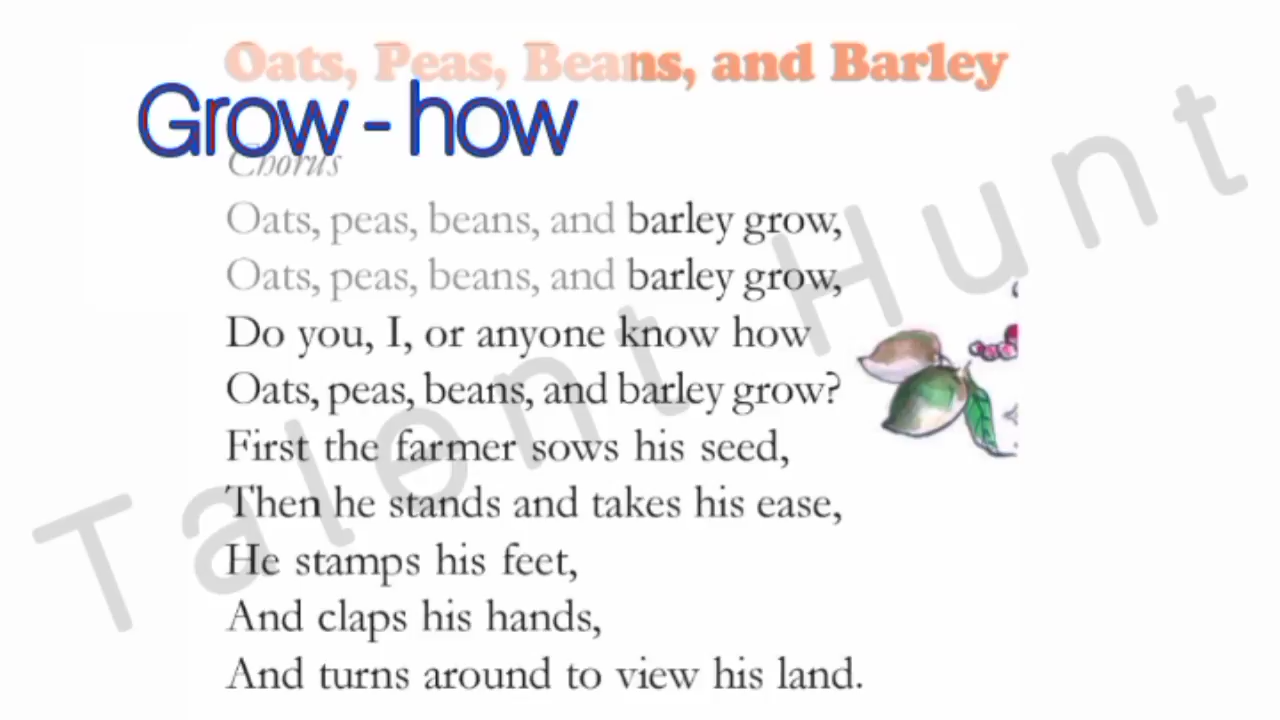 Oats, Peas, Beans, and Barley
Grow - how
Chorus
Oats, peas, beans, and barley grow,
Oats, peas, beans, and barley grow,
Do you, I, or anyone know how
Oats, peas, beans, and barley grow?
First the farmer sows his seed,
Then he stands and takes his ease,
He stamps his feet,
And claps his hands,
And turns around to view his land.
Talent Hunt